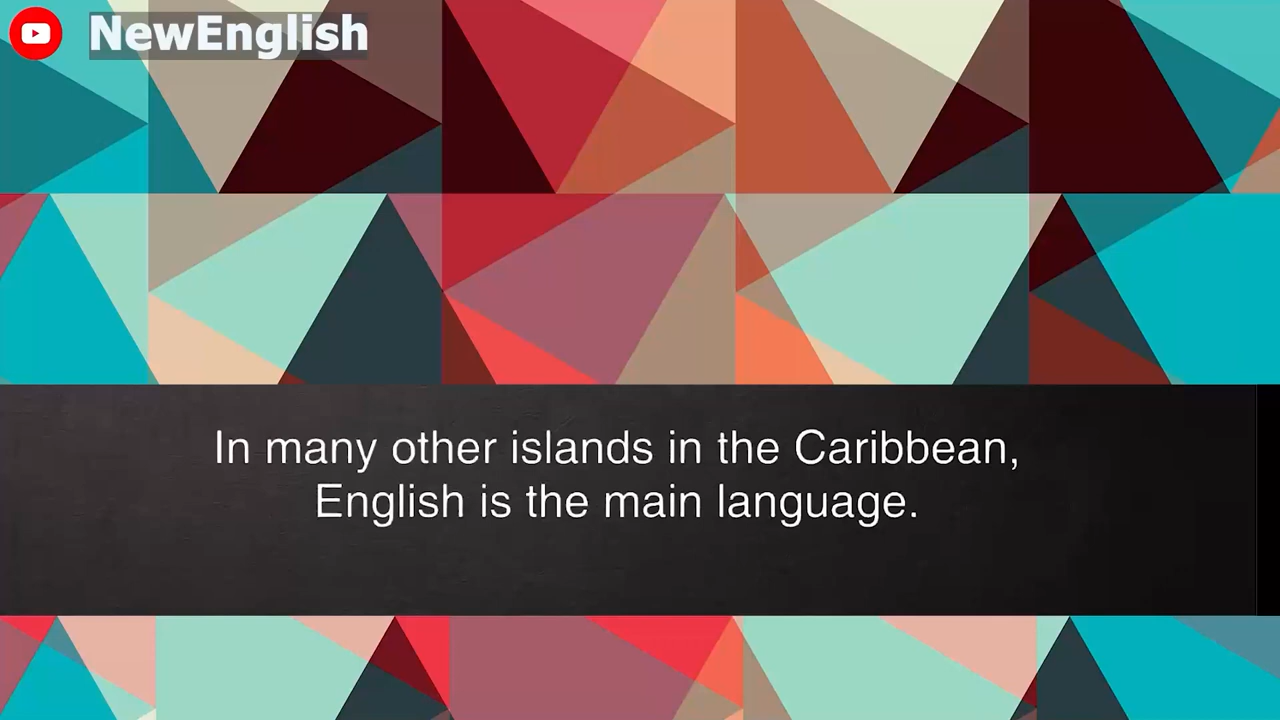 NewEnglish
In many other islands in the Caribbean,
English is the main language.